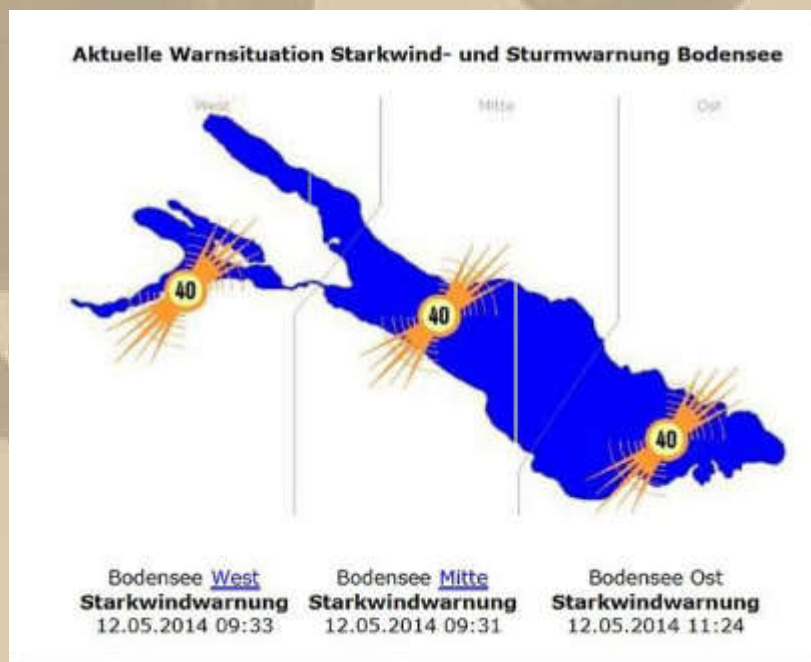 Aktuelle Warnsituation Starkwind- und Sturmwarnung Bodensee
West Mitte Ost
40
40
40
Bodensee West Bodensee Mitte Bodensee Ost
Starkwindwarnung Starkwindwarnung Starkwindwarnung
12.05.2014 09:33 12.05.2014 09:31 12.05.2014 11:24